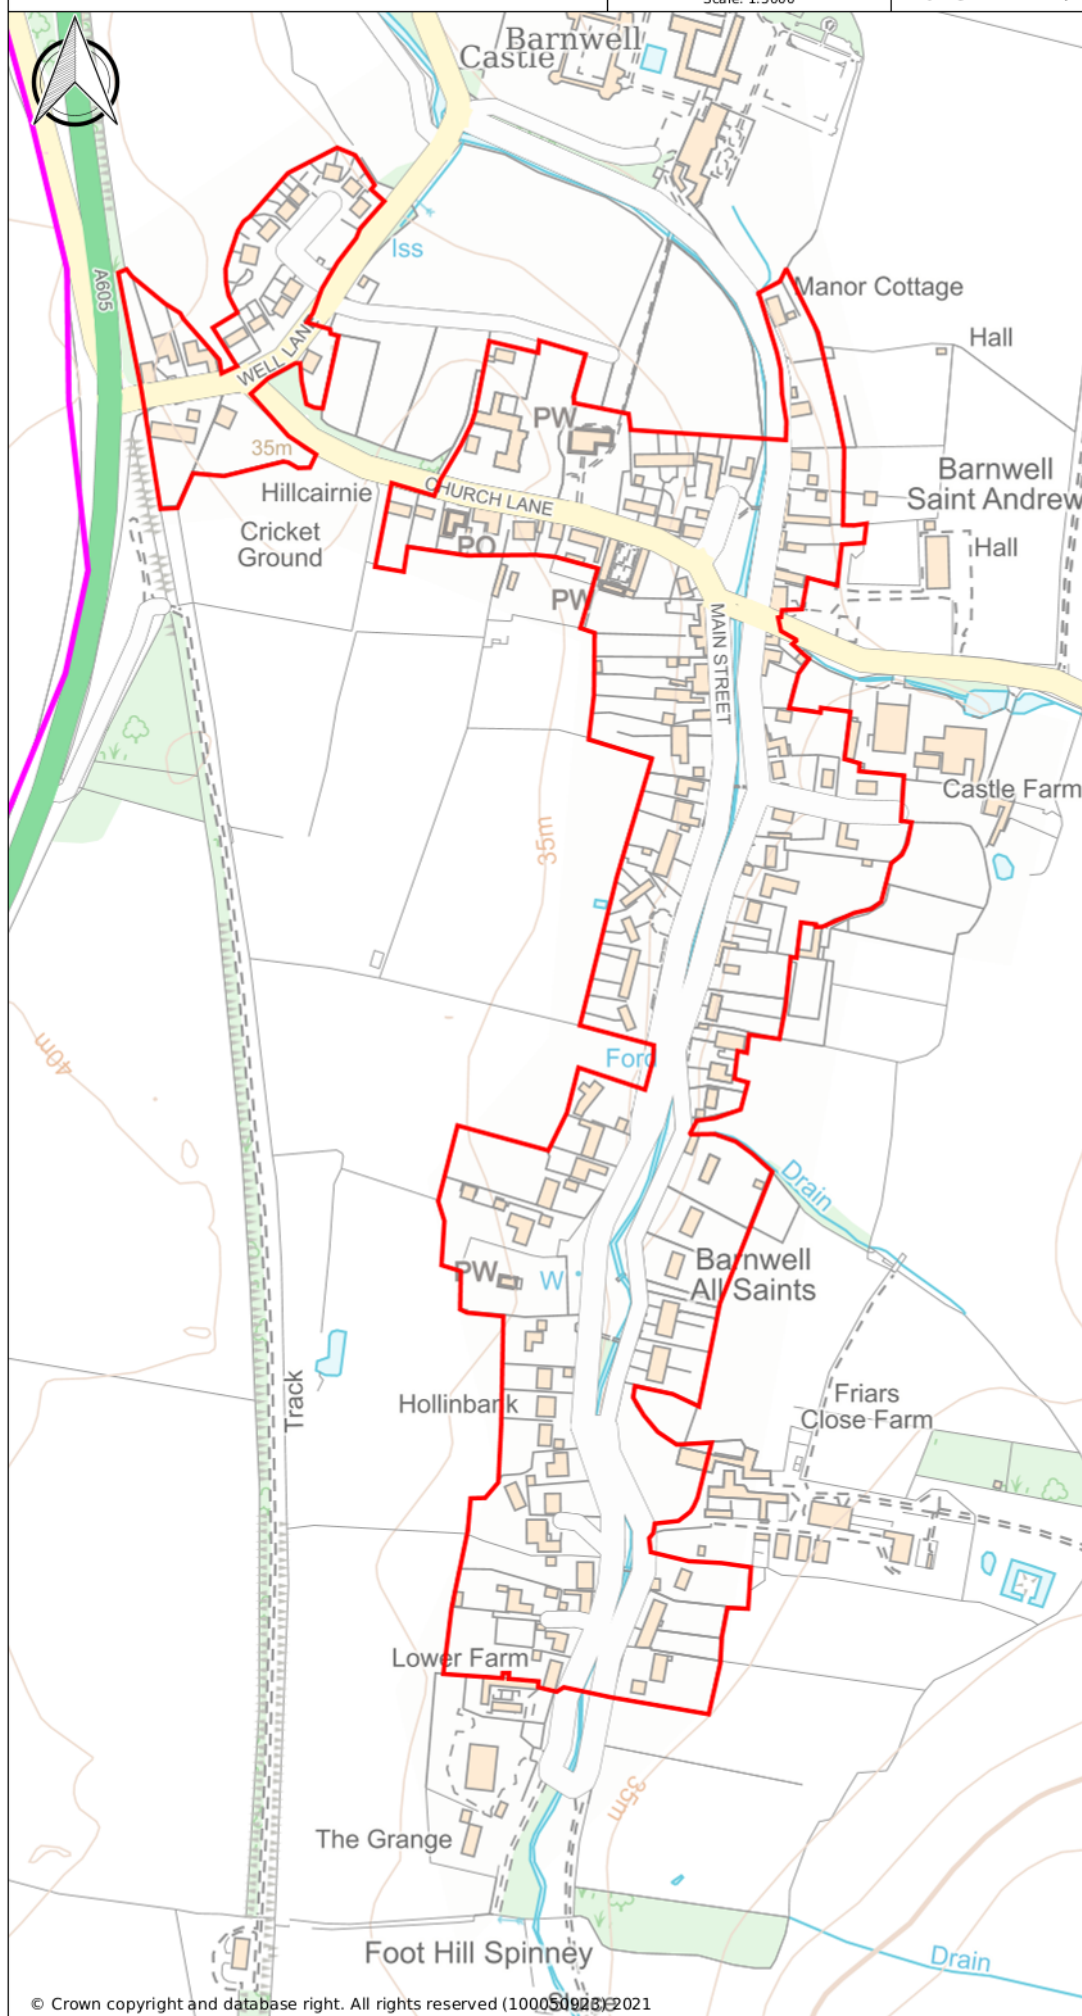 Scale: 1:5000
Barnwell
Castle
A605
Iss
Manor Cottage
Hall
WELL LANE
PW
35m
Hillcairnie
CHURCH LANE
Barnwell
Saint Andrew
Cricket
Ground
PO
Hall
PW
MAIN STREET
Castle Farm
35m
Ford
40m
Drain
Barnwell
All Saints
PW
W
Track
Hollinbank
Friars
Close Farm
Lower Farm
35m
The Grange
Foot Hill Spinney
Drain
© Crown copyright and database right. All rights reserved (100050923) 2021